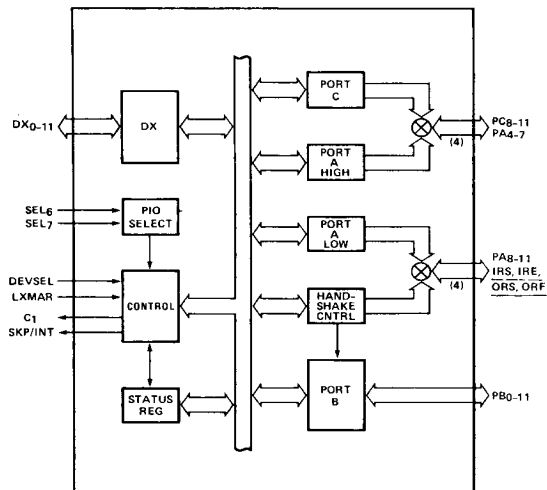 DX0-11
DX
PORT
C
PC8-11
PA4-7
(4)
PORT
A
HIGH
SEL6
SEL7
PIO
SELECT
PORT
A
LOW
PA8-11
IRS, IRE,
ORS, ORF
(4)
DEVSEL
LXMAR
C1
SKP/INT
CONTROL
HAND-
SHAKE
CNTRL
STATUS
REG
PORT
B
PB0-11